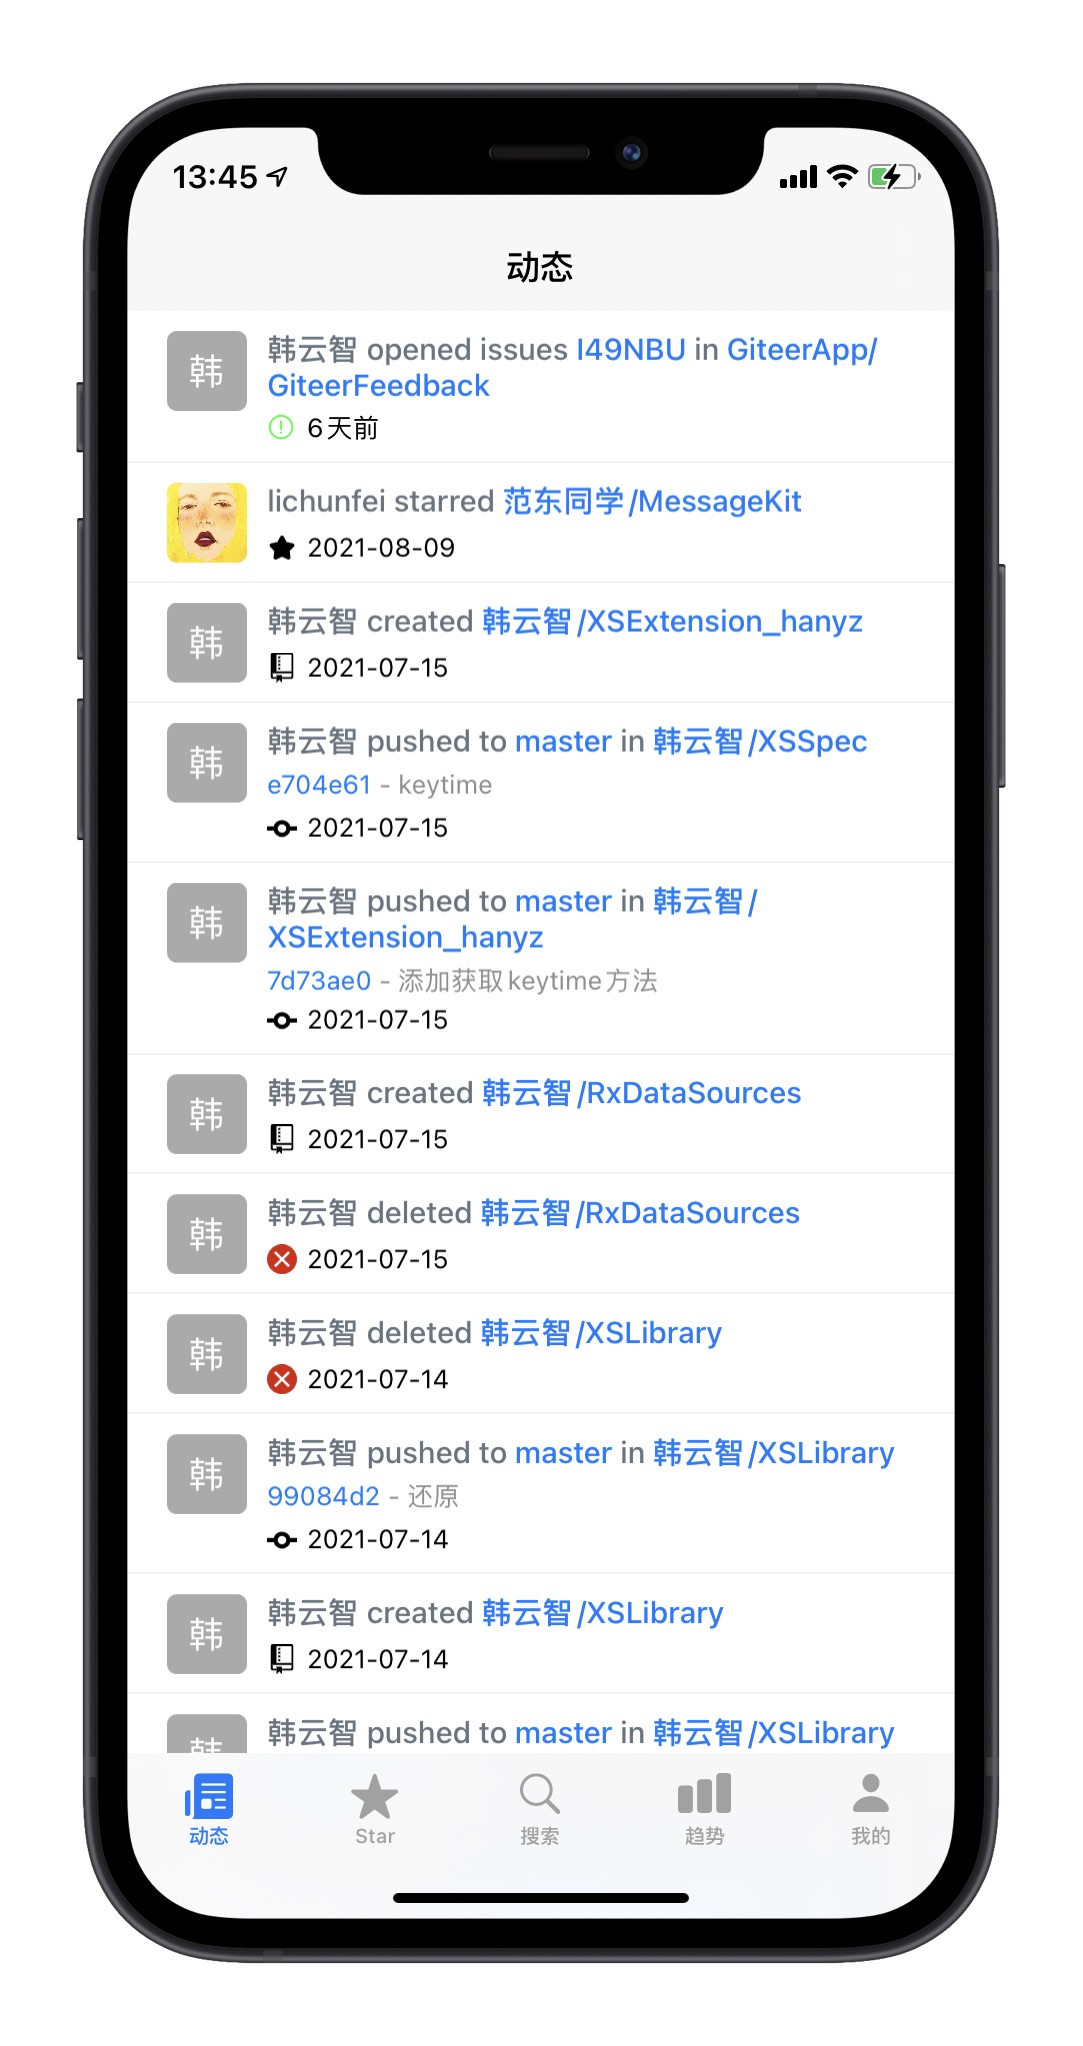 13:45
动态
韩
韩云智 opened issues I49NBU in GiteerApp/
GiteerFeedback
6天前
lichunfei starred 范东同学/MessageKit
2021-08-09
韩
韩云智 created 韩云智/XSExtension_hanyz
2021-07-15
韩
韩云智 pushed to master in 韩云智/XSSpec
e704e61 - keytime
2021-07-15
韩
韩云智 pushed to master in 韩云智/
XSExtension_hanyz
7d73ae0 - 添加获取keytime方法
2021-07-15
韩
韩云智 created 韩云智/RxDataSources
2021-07-15
韩
韩云智 deleted 韩云智/RxDataSources
2021-07-15
韩
韩云智 deleted 韩云智/XSLibrary
2021-07-14
韩
韩云智 pushed to master in 韩云智/XSLibrary
99084d2 - 还原
2021-07-14
韩
韩云智 created 韩云智/XSLibrary
2021-07-14
韩
韩云智 pushed to master in 韩云智/XSLibrary
动态
Star
搜索
趋势
我的